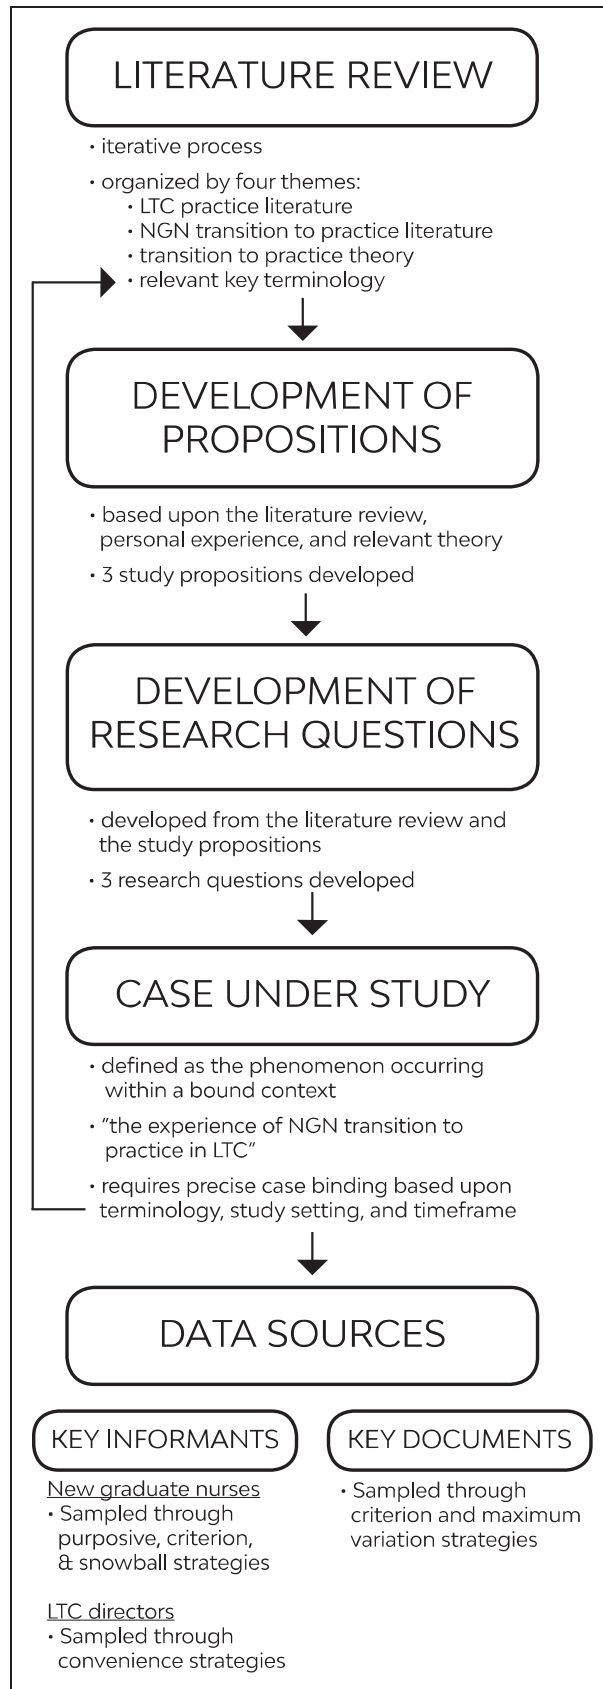 LITERATURE REVIEW
· iterative process
· organized by four themes:
· LTC practice literature
· NGN transition to practice literature
· transition to practice theory
· relevant key terminology
DEVELOPMENT OF
PROPOSITIONS
· based upon the literature review,
personal experience, and relevant theory
· 3 study propositions developed
DEVELOPMENT OF
RESEARCH QUESTIONS
· developed from the literature review and
the study propositions
· 3 research questions developed
CASE UNDER STUDY
· defined as the phenomenon occurring
within a bound context
· “the experience of NGN transition to
practice in LTC”
· requires precise case binding based upon
terminology, study setting, and timeframe
DATA SOURCES
KEY INFORMANTS
New graduate nurses
· Sampled through
purposive, criterion,
& snowball strategies
LTC directors
· Sampled through
convenience strategies
KEY DOCUMENTS
· Sampled through
criterion and maximum
variation strategies